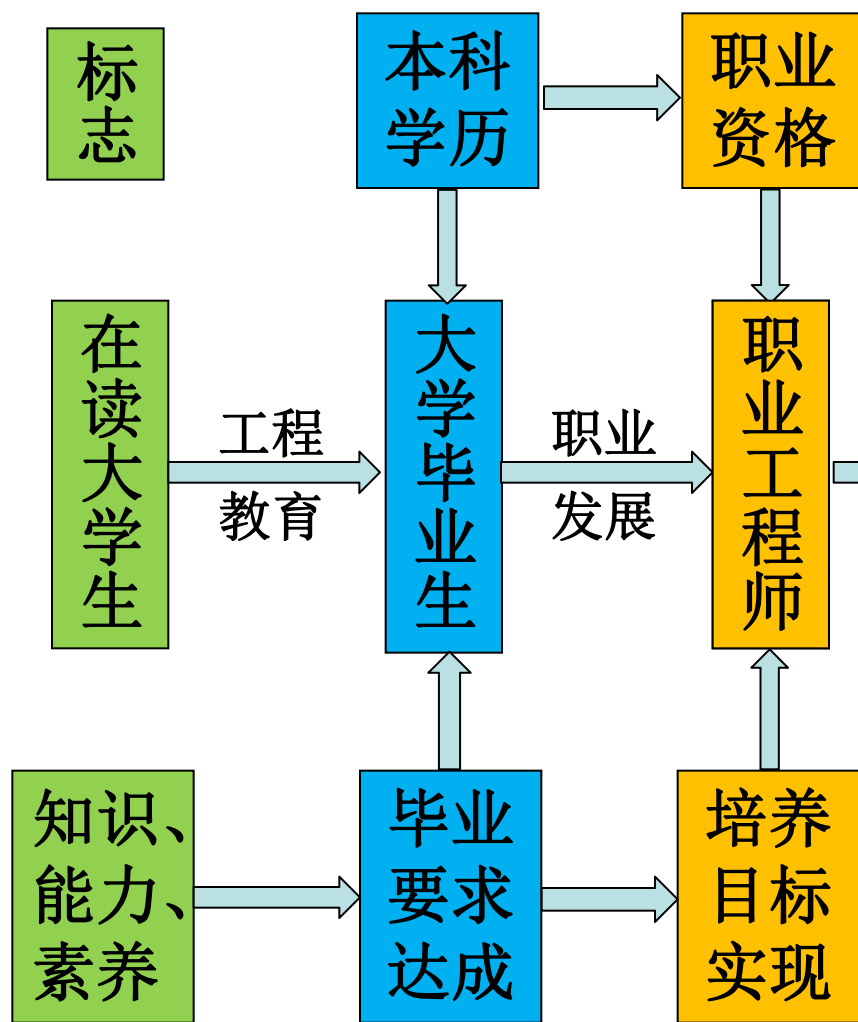 标
志
本科
学历
职业
资格
在
读
大
学
生
工程
教育
大
学
毕
业
生
职业
发展
职
业
工
程
师
知识、
能力、
素养
毕业
要求
达成
培养
目标
实现